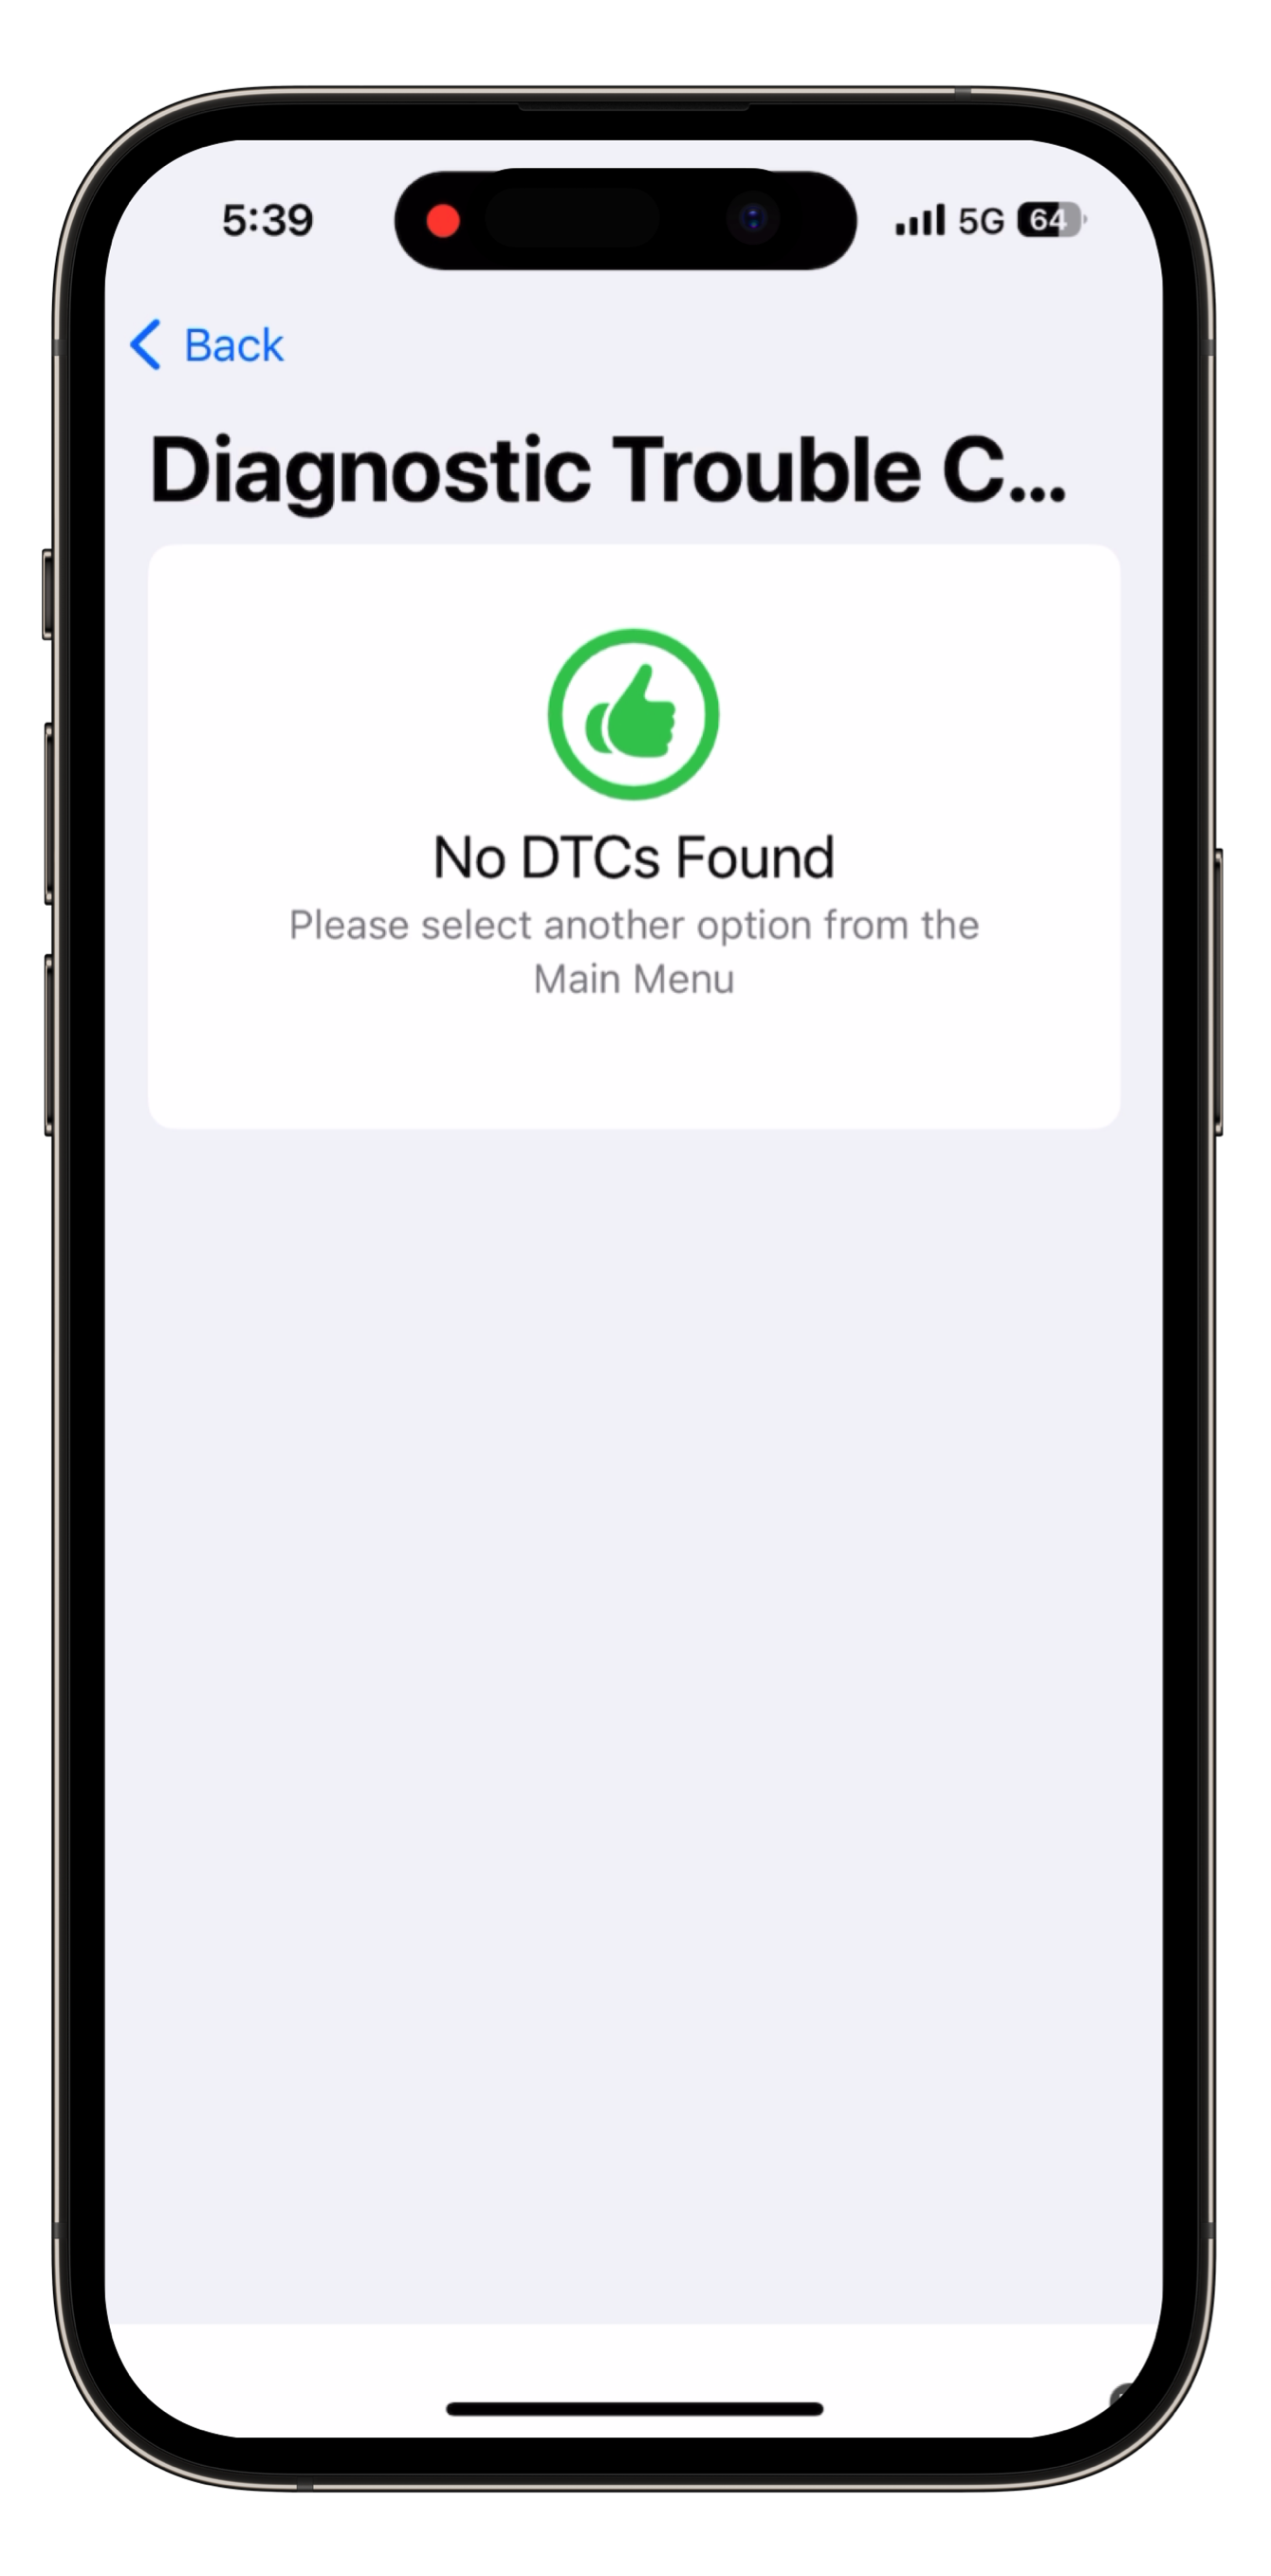 5:39 5G 64
Back
Diagnostic Trouble C...
No DTCs Found
Please select another option from the
Main Menu